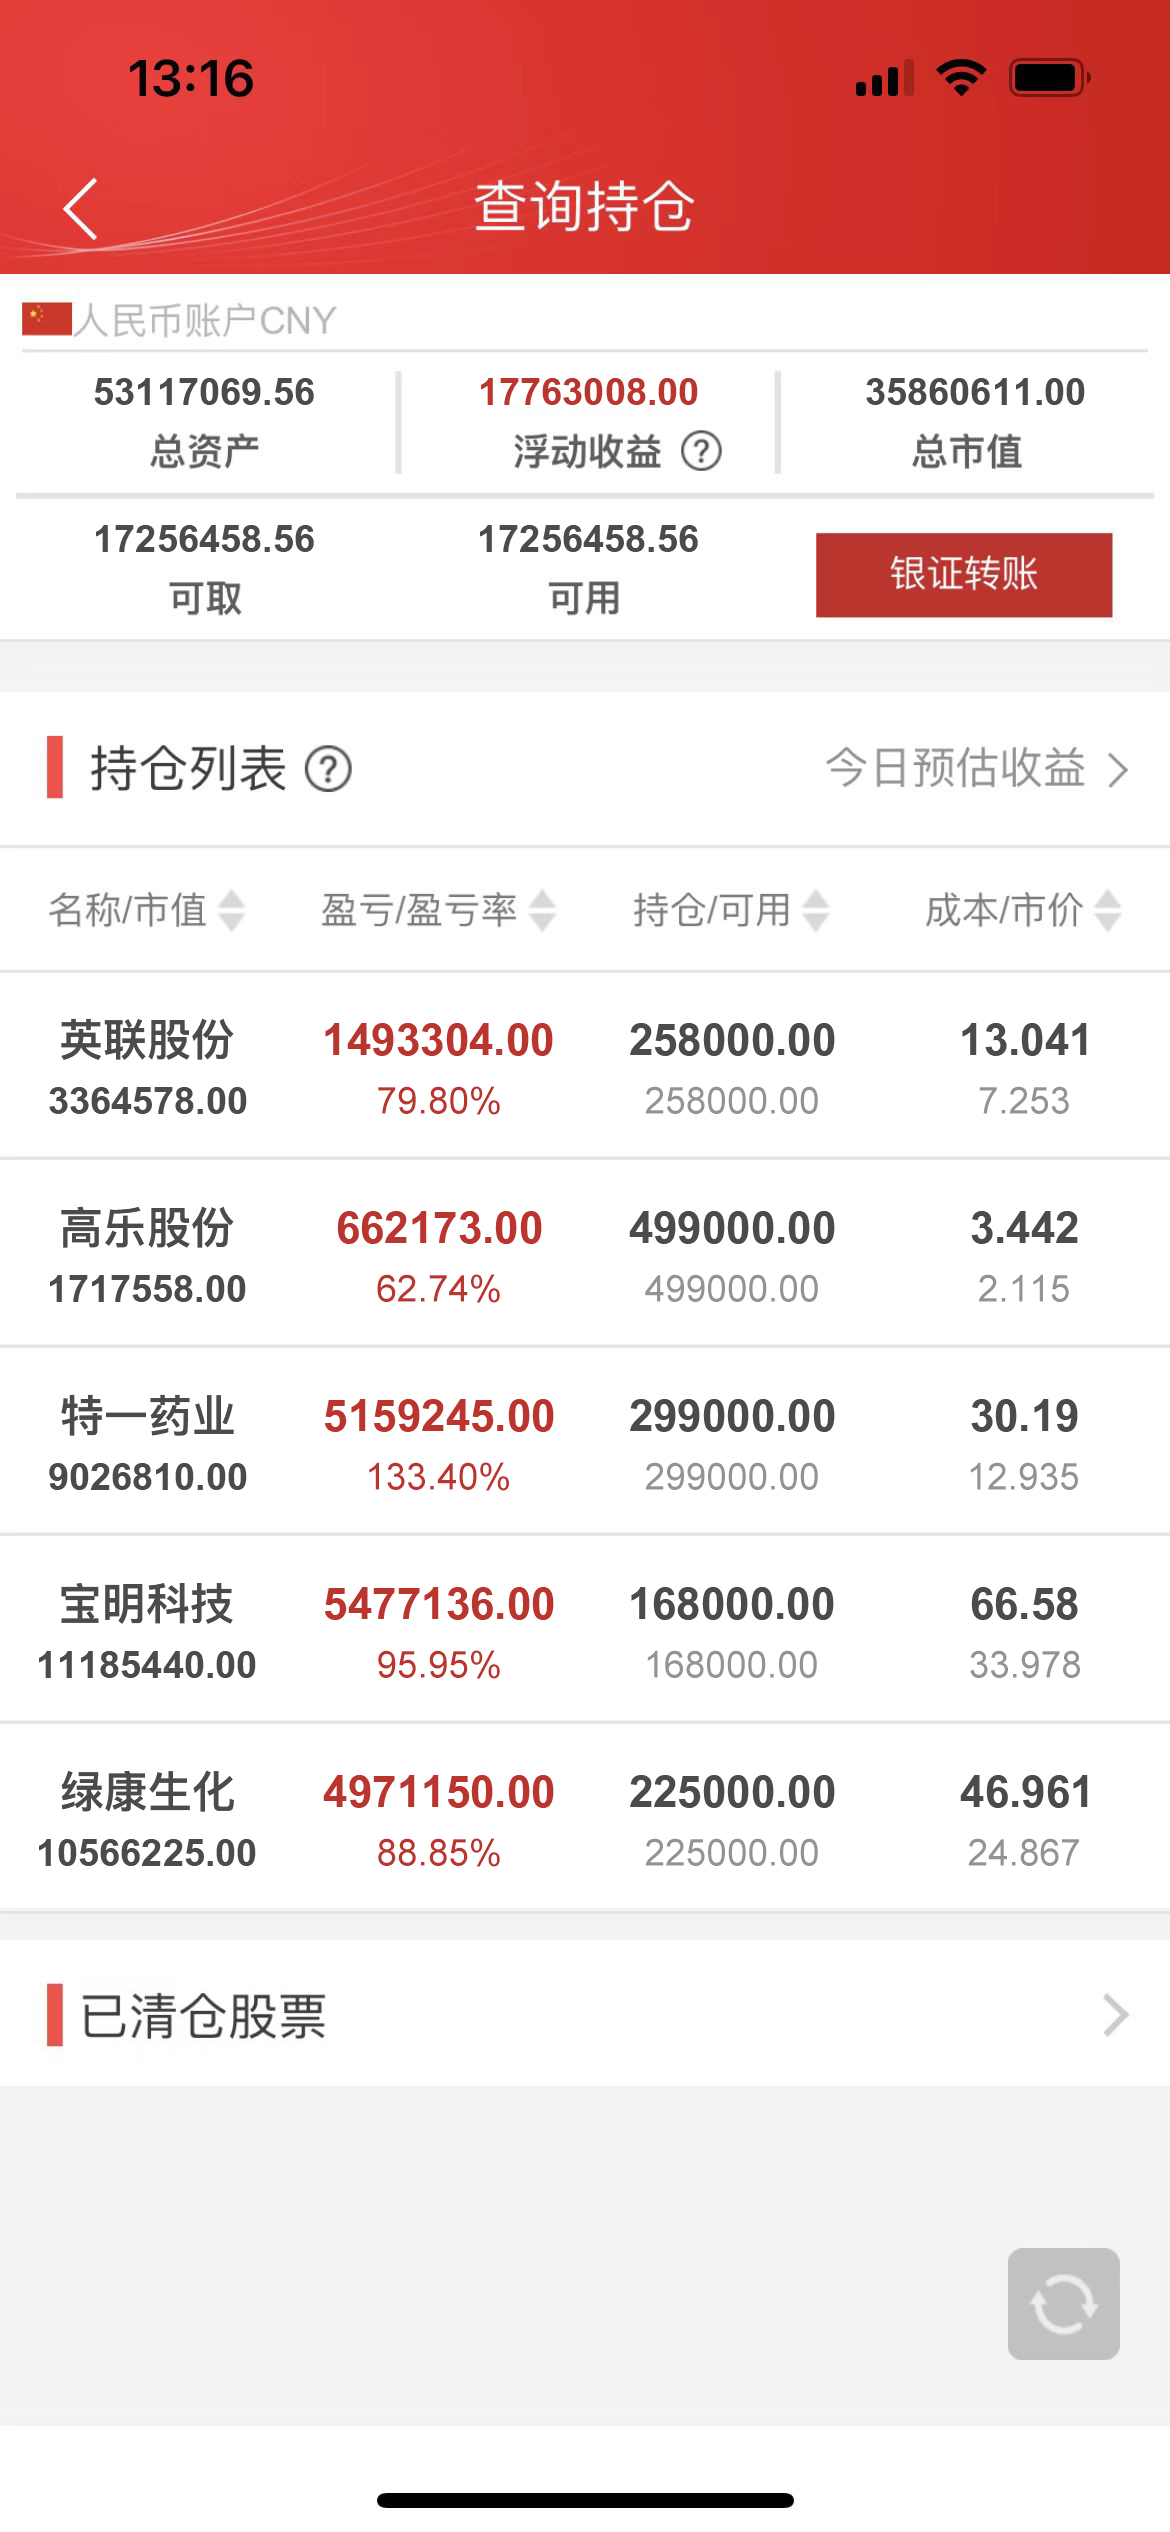 13:16
查询持仓
人民币账户CNY
53117069.56 17763008.00 35860611.00
总资产 浮动收益 ? 总市值
17256458.56 17256458.56
可取 可用 银证转账
持仓列表 ? 今日预估收益
名称/市值 盈亏/盈亏率 持仓/可用 成本/市价
英联股份 1493304.00 258000.00 13.041
3364578.00 79.80% 258000.00 7.253
高乐股份 662173.00 499000.00 3.442
1717558.00 62.74% 499000.00 2.115
特一药业 5159245.00 299000.00 30.19
9026810.00 133.40% 299000.00 12.935
宝明科技 5477136.00 168000.00 66.58
11185440.00 95.95% 168000.00 33.978
绿康生化 4971150.00 225000.00 46.961
10566225.00 88.85% 225000.00 24.867
已清仓股票